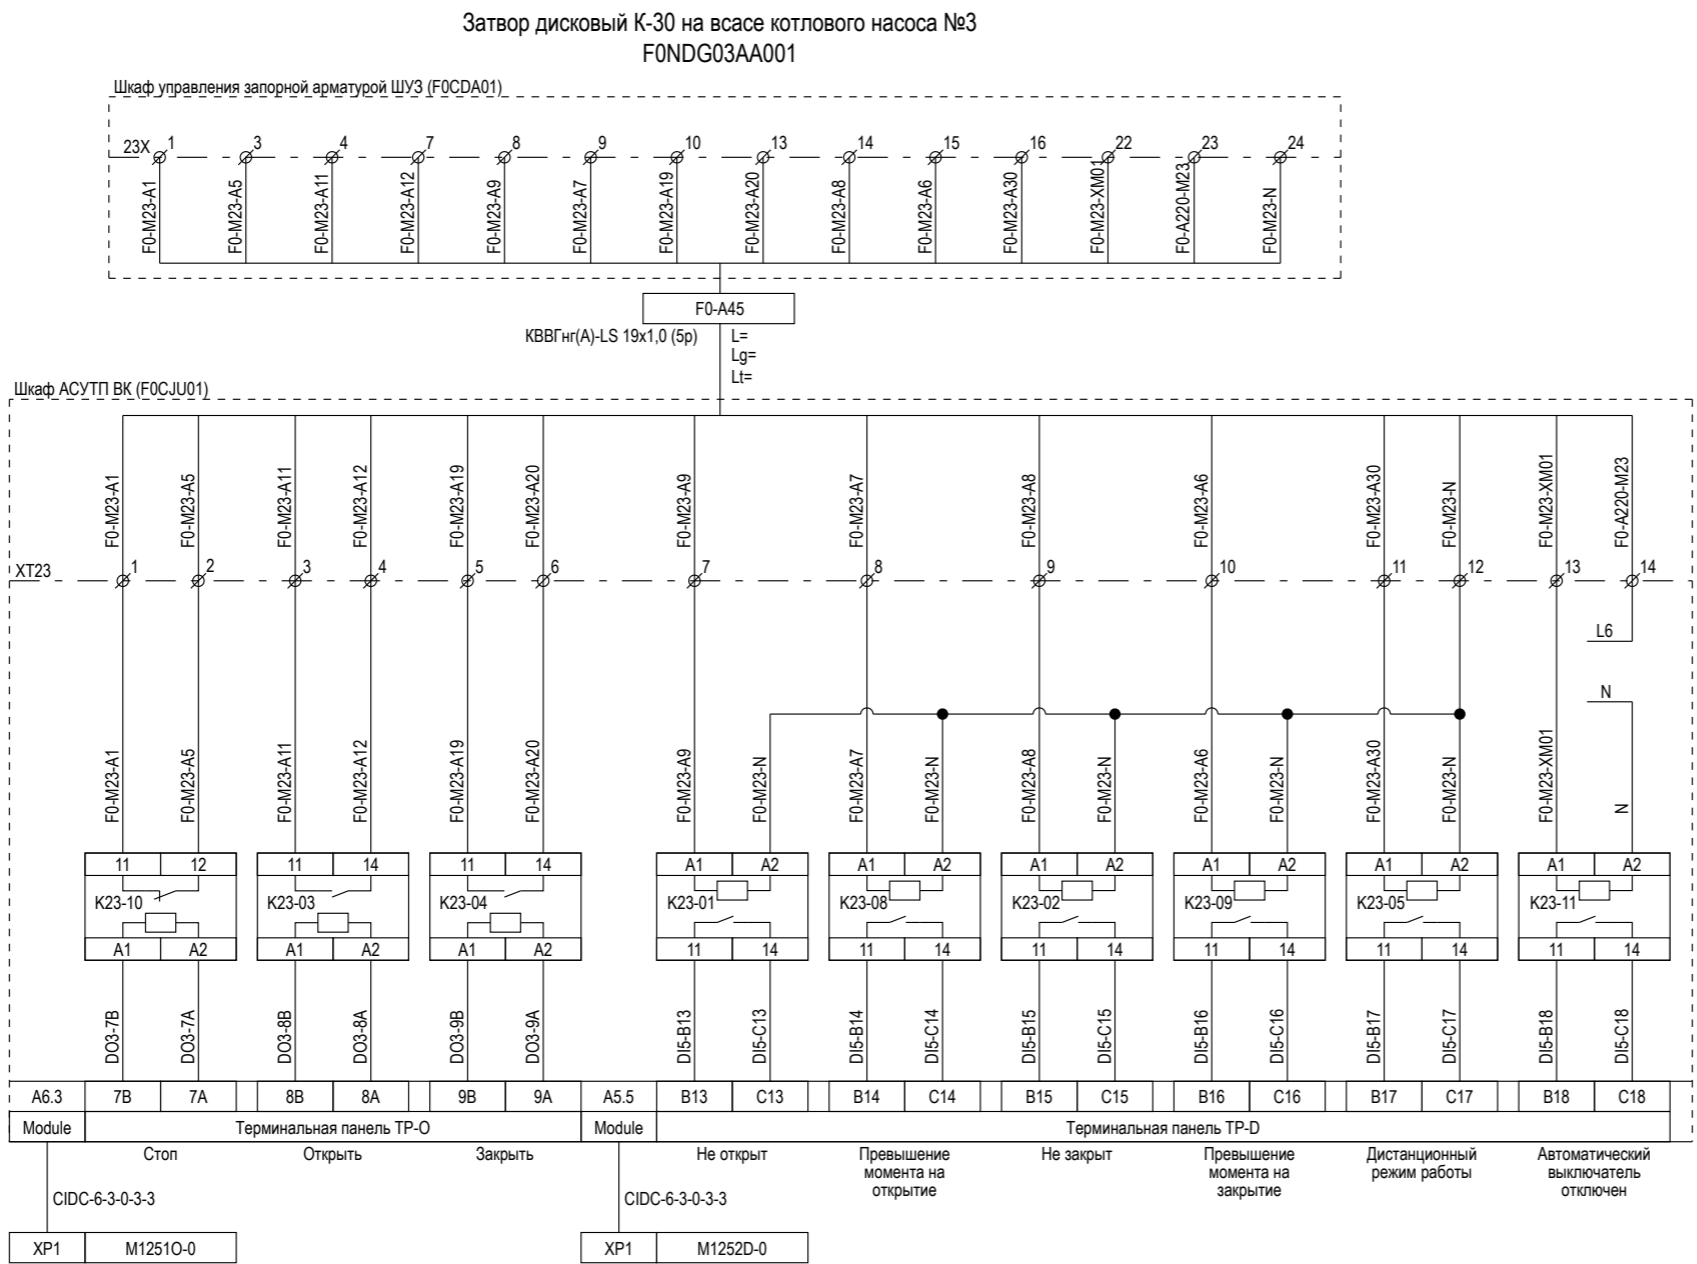 Затвор дисковый К-30 на всасе котлового насоса №3
F0NDG03AA001
Шкаф управления запорной арматурой ШУЗ (F0CDA01)
23X 1 3 4 7 8 9 10 13 14 15 16 22 23 24
F0-M23-A1 F0-M23-A5 F0-M23-A11 F0-M23-A12 F0-M23-A9 F0-M23-A7 F0-M23-A19 F0-M23-A20 F0-M23-A8 F0-M23-A6 F0-M23-A30 F0-M23-XM01 F0-A220-M23 F0-M23-N
F0-A45
КВВГнг(А)-LS 19х1,0 (5р) L=
Lg=
Lt=
Шкаф АСУТП ВК (F0CJU01)
F0-M23-A1 F0-M23-A5 F0-M23-A11 F0-M23-A12 F0-M23-A19 F0-M23-A20 F0-M23-A9 F0-M23-A7 F0-M23-A8 F0-M23-A6 F0-M23-A30 F0-M23-N F0-M23-XM01 F0-A220-M23
XT23 1 2 3 4 5 6 7 8 9 10 11 12 13 14
L6
N
F0-M23-A1 F0-M23-A5 F0-M23-A11 F0-M23-A12 F0-M23-A19 F0-M23-A20 F0-M23-A9 F0-M23-N F0-M23-A7 F0-M23-N F0-M23-A8 F0-M23-N F0-M23-A6 F0-M23-N F0-M23-A30 F0-M23-N F0-M23-XM01 N
11 12 11 14 11 14 A1 A2 A1 A2 A1 A2 A1 A2 A1 A2 A1 A2
K23-10 K23-03 K23-04 K23-01 K23-08 K23-02 K23-09 K23-05 K23-11
A1 A2 A1 A2 A1 A2 11 14 11 14 11 14 11 14 11 14 11 14
DO3-7B DO3-7A DO3-8B DO3-8A DO3-9B DO3-9A DI5-B13 DI5-C13 DI5-B14 DI5-C14 DI5-B15 DI5-C15 DI5-B16 DI5-C16 DI5-B17 DI5-C17 DI5-B18 DI5-C18
A6.3 7B 7A 8B 8A 9B 9A A5.5 B13 C13 B14 C14 B15 C15 B16 C16 B17 C17 B18 C18
Module Терминальная панель TP-O Module Терминальная панель TP-D
Стоп Открыть Закрыть Не открыт Превышение Не закрыт Превышение Дистанционный Автоматический
момента на момента на режим работы выключатель
открытие закрытие отключен
CIDC-6-3-0-3-3 CIDC-6-3-0-3-3
XP1 M1251O-0 XP1 M1252D-0